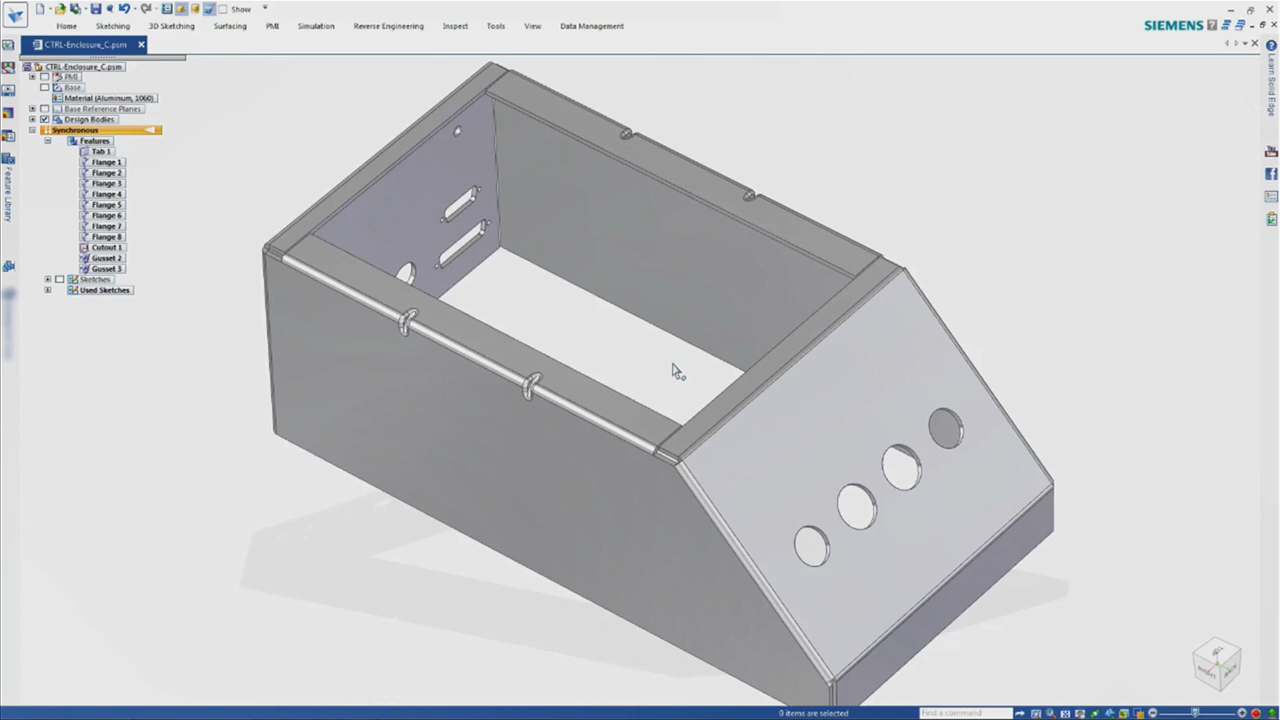 Show
Home
Sketching
3D Sketching
Surfacing
PMI
Simulation
Reverse Engineering
Inspect
Tools
View
Data Management
SIEMENS
CTRL-Enclosure_C.psm
CTRL-Enclosure_C.psm
PMI
Base
Material (Aluminum, 1060)
Base Reference Planes
Design Bodies
Synchronous
Features
Tab 1
Flange 1
Flange 2
Flange 3
Flange 4
Flange 5
Flange 6
Flange 7
Flange 8
Cutout 1
Gusset 2
Gusset 3
Sketches
Used Sketches
Feature Library
Learn Solid Edge
0 items are selected
Find a command